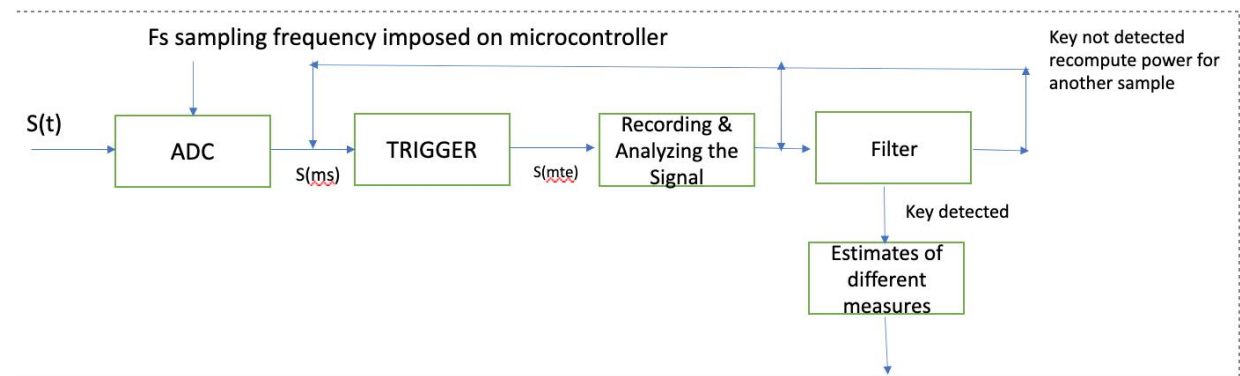 Fs sampling frequency imposed on microcontroller
Key not detected
recompute power for
another sample
S(t)
ADC
S(ms)
TRIGGER
S(mte)
Recording &
Analyzing the
Signal
Filter
Key detected
Estimates of
different
measures